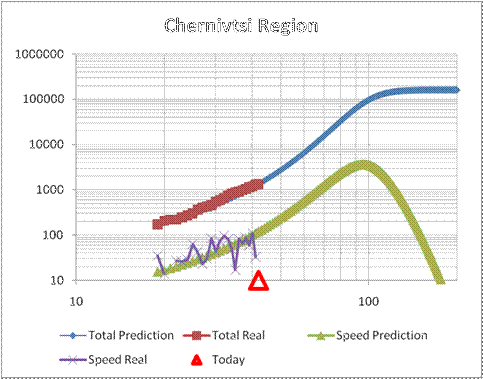 Chernivtsi Region
1000000
100000
10000
1000
100
10
10 100
Total Prediction Total Real Speed Prediction
Speed Real Today